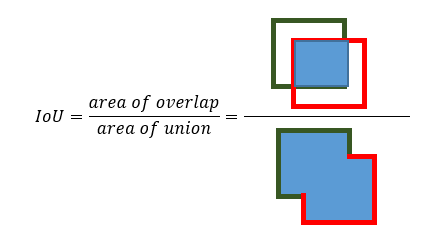 IoU = area of overlap / area of union =